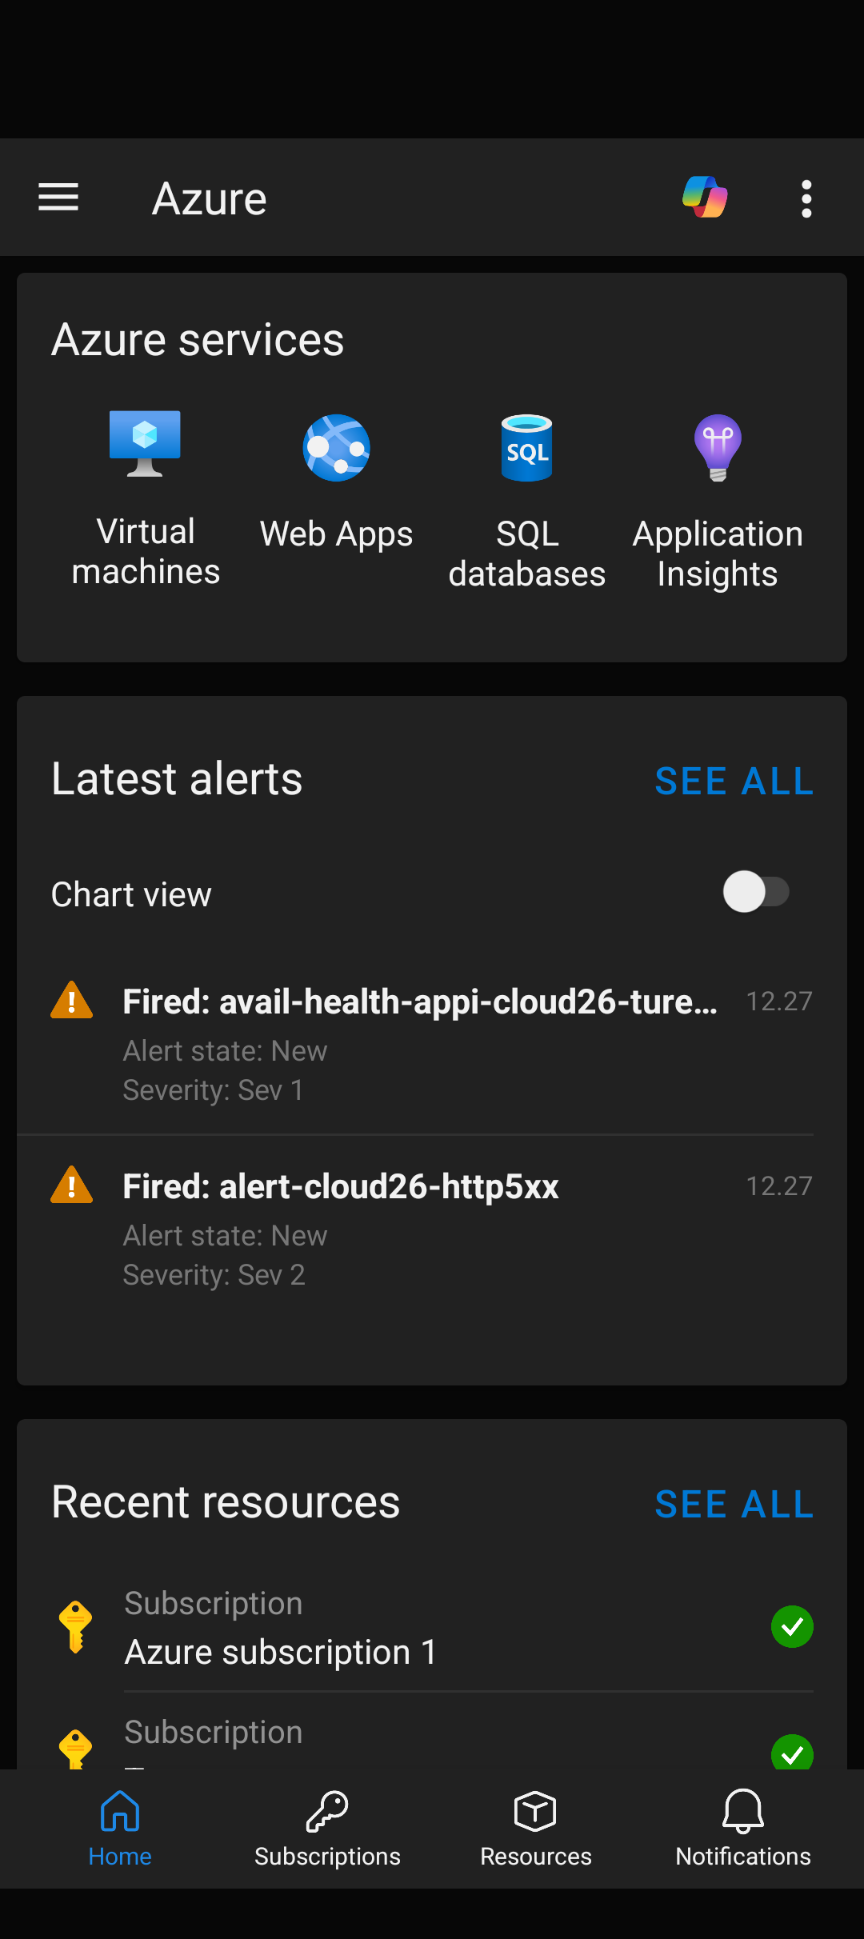 Azure
Azure services
Virtual
machines
Web Apps
SQL
SQL
databases
Application
Insights
Latest alerts
SEE ALL
Chart view
Fired: avail-health-appi-cloud26-ture...
12.27
Alert state: New
Severity: Sev 1
Fired: alert-cloud26-http5xx
12.27
Alert state: New
Severity: Sev 2
Recent resources
SEE ALL
Subscription
Azure subscription 1
Subscription
Home
Subscriptions
Resources
Notifications